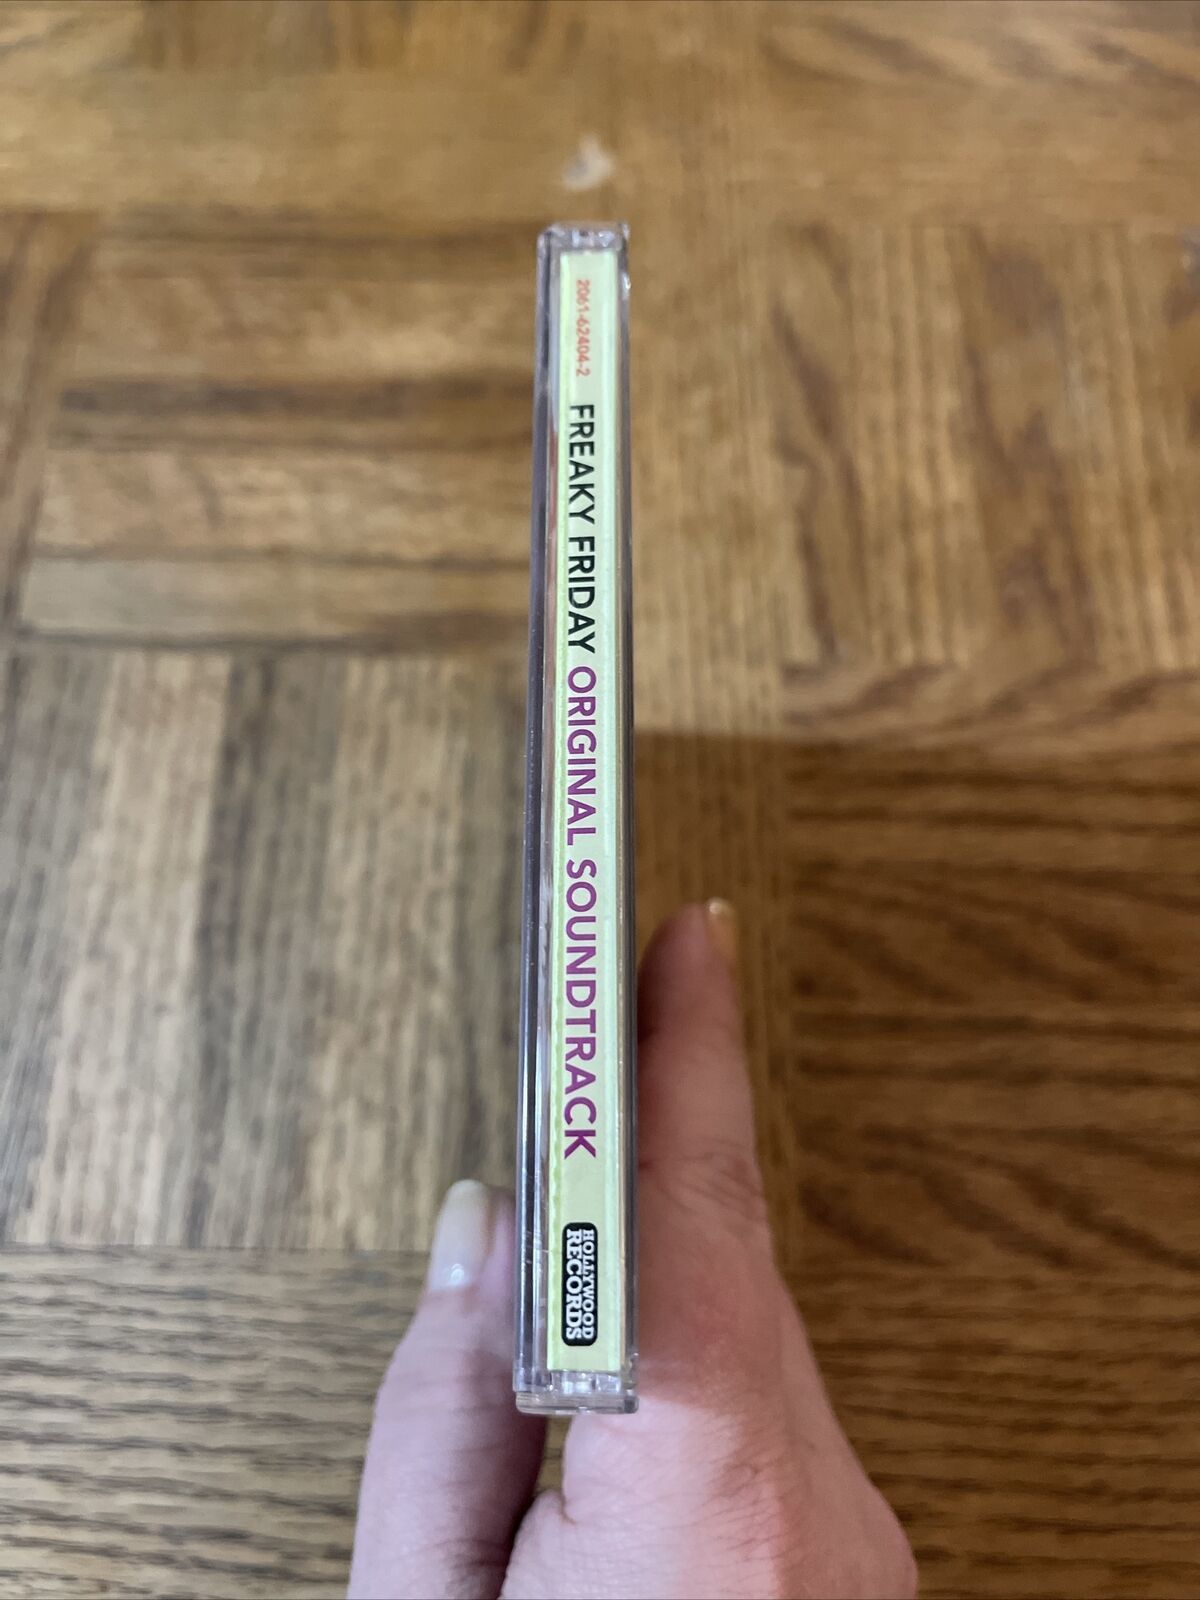 2061-62404-2
FREAKY FRIDAY ORIGINAL SOUNDTRACK
HOLLYWOOD
RECORDS